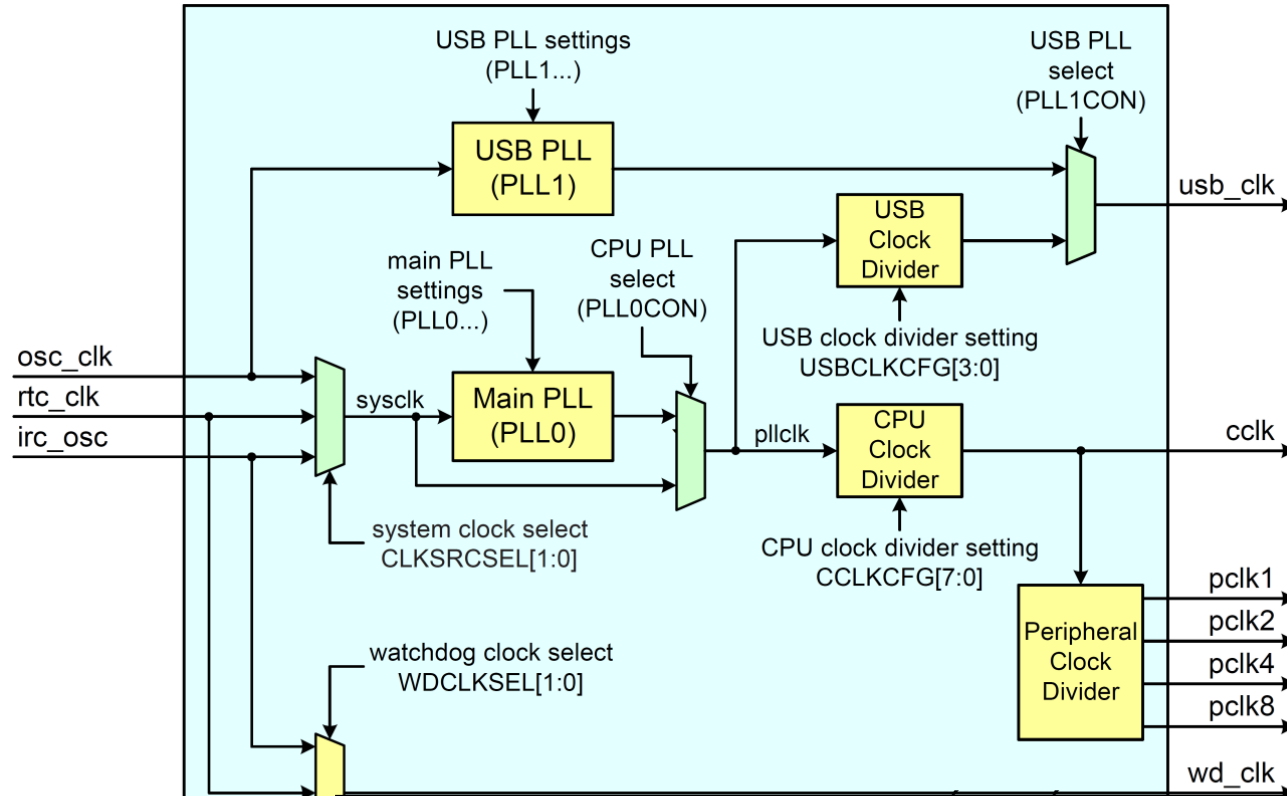 USB PLL settings
(PLL1...)
USB PLL
select
(PLL1CON)
USB PLL
(PLL1)
usb_clk
USB
Clock
Divider
main PLL
settings
(PLL0...)
CPU PLL
select
(PLL0CON)
USB clock divider setting
USBCLKCFG[3:0]
osc_clk
rtc_clk
irc_osc
sysclk
Main PLL
(PLL0)
pllclk
CPU
Clock
Divider
cclk
system clock select
CLKSRCSEL[1:0]
CPU clock divider setting
CCLKCFG[7:0]
Peripheral
Clock
Divider
pclk1
pclk2
pclk4
pclk8
watchdog clock select
WDCLKSEL[1:0]
wd_clk